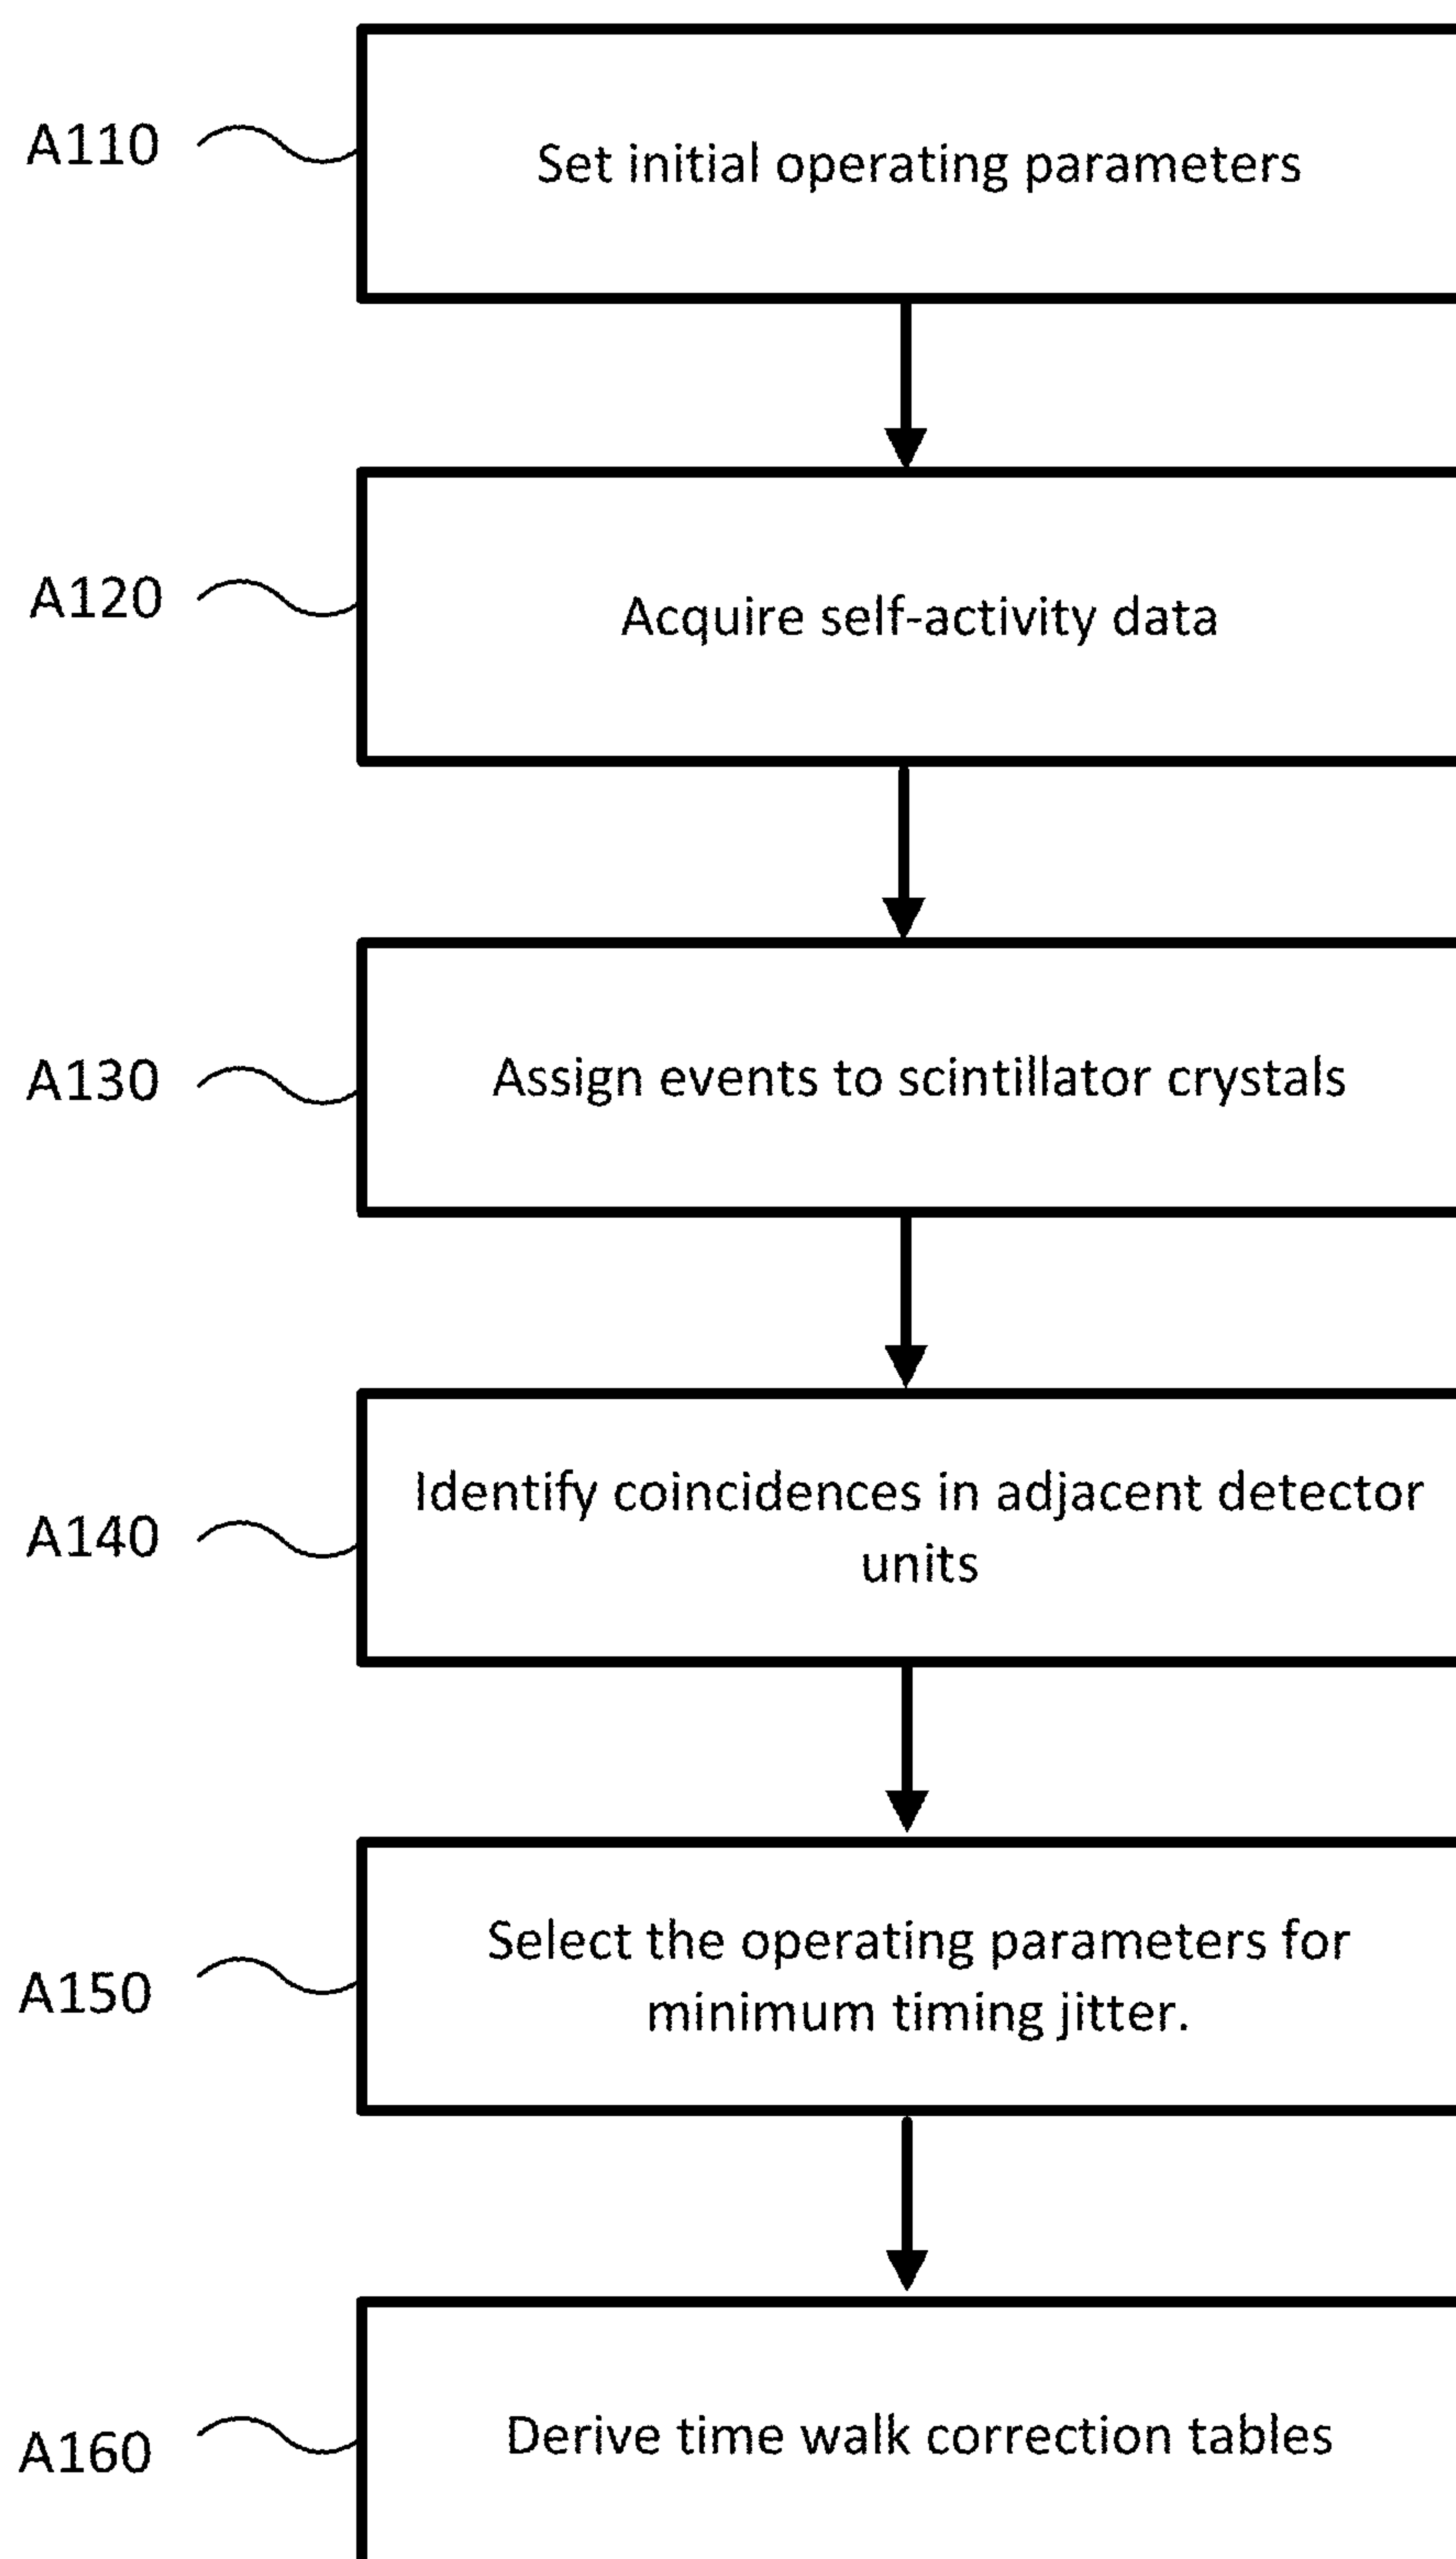 A110
Set initial operating parameters
A120
Acquire self-activity data
A130
Assign events to scintillator crystals
A140
Identify coincidences in adjacent detector
units
A150
Select the operating parameters for
minimum timing jitter.
A160
Derive time walk correction tables